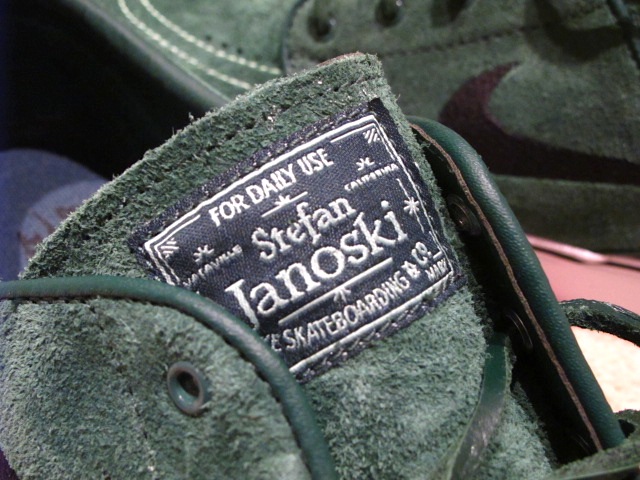 FOR DAILY USE
CALIFORNIA
Stefan
Janoski
SKATEBOARDING & CO.